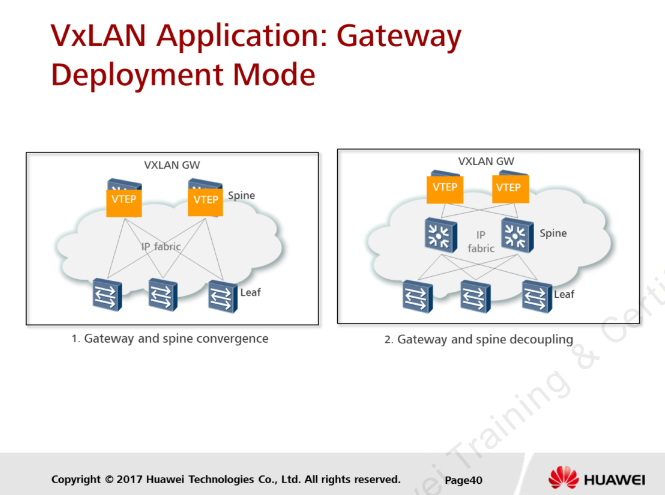 VxLAN Application: Gateway
Deployment Mode
VXLAN GW
VTEP
VTEP
Spine
IP fabric
Leaf
1. Gateway and spine convergence
VXLAN GW
VTEP
VTEP
IP
fabric
Spine
Leaf
2. Gateway and spine decoupling
Training & Certi
Copyright © 2017 Huawei Technologies Co., Ltd. All rights reserved.
Page40
HUAWEI